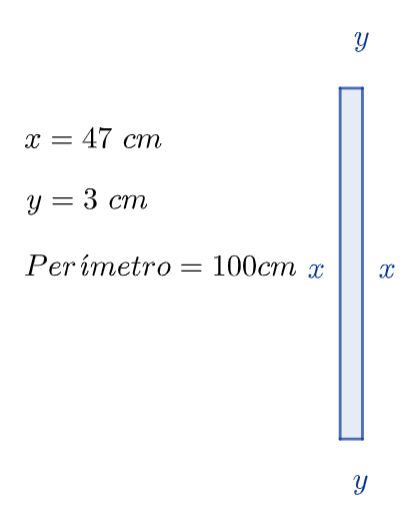 y
x = 47 cm
y = 3 cm
Perímetro = 100cm
x
x
y